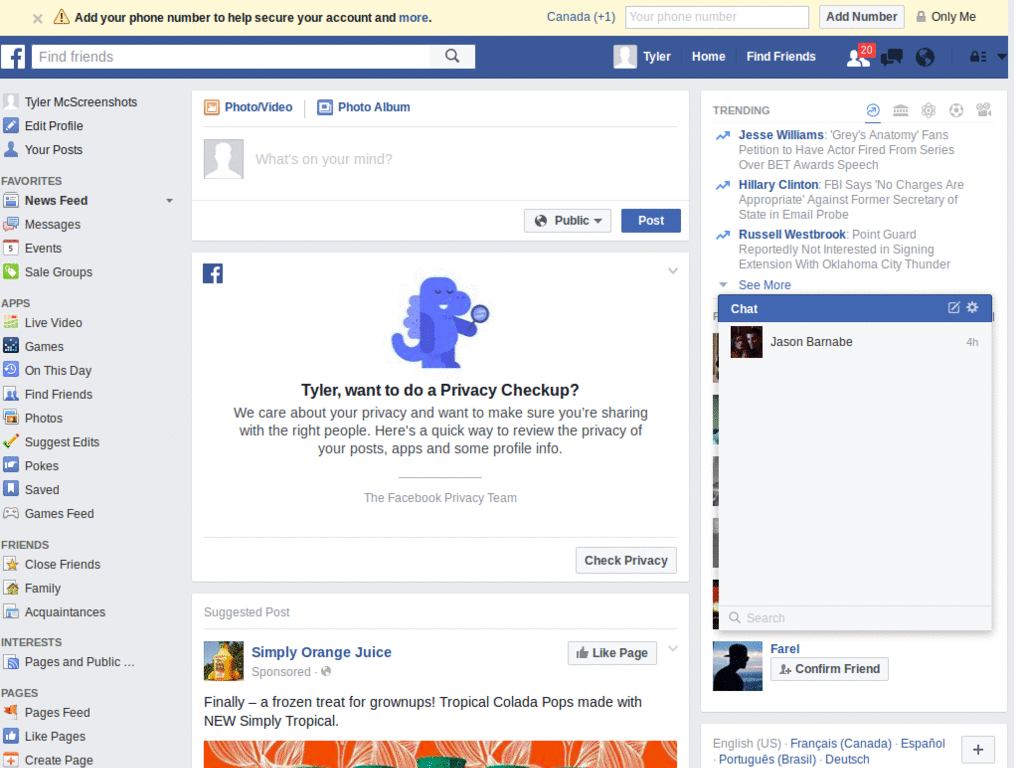 Add your phone number to help secure your account and more.
Canada (+1)
Your phone number
Add Number
Only Me
Find friends
Tyler
Home
Find Friends
20
Tyler McScreenshots
Edit Profile
Your Posts
FAVORITES
News Feed
Messages
5
Events
Sale Groups
APPS
Live Video
Games
On This Day
Find Friends
Photos
Suggest Edits
Pokes
Saved
Games Feed
FRIENDS
Close Friends
Family
Acquaintances
INTERESTS
Pages and Public ...
PAGES
Pages Feed
Like Pages
Create Page
Photo/Video
Photo Album
What's on your mind?
Public
Post
Tyler, want to do a Privacy Checkup?
We care about your privacy and want to make sure you're sharing
with the right people. Here's a quick way to review the privacy of
your posts, apps and some profile info.
The Facebook Privacy Team
Check Privacy
Suggested Post
Simply Orange Juice
Sponsored ·
Like Page
Finally – a frozen treat for grownups! Tropical Colada Pops made with
NEW Simply Tropical.
TRENDING
Jesse Williams: 'Grey's Anatomy' Fans
Petition to Have Actor Fired From Series
Over BET Awards Speech
Hillary Clinton: FBI Says 'No Charges Are
Appropriate' Against Former Secretary of
State in Email Probe
Russell Westbrook: Point Guard
Reportedly Not Interested in Signing
Extension With Oklahoma City Thunder
See More
Chat
Jason Barnabe
4h
Search
Farel
Confirm Friend
English (US) · Français (Canada) · Español
· Português (Brasil) · Deutsch